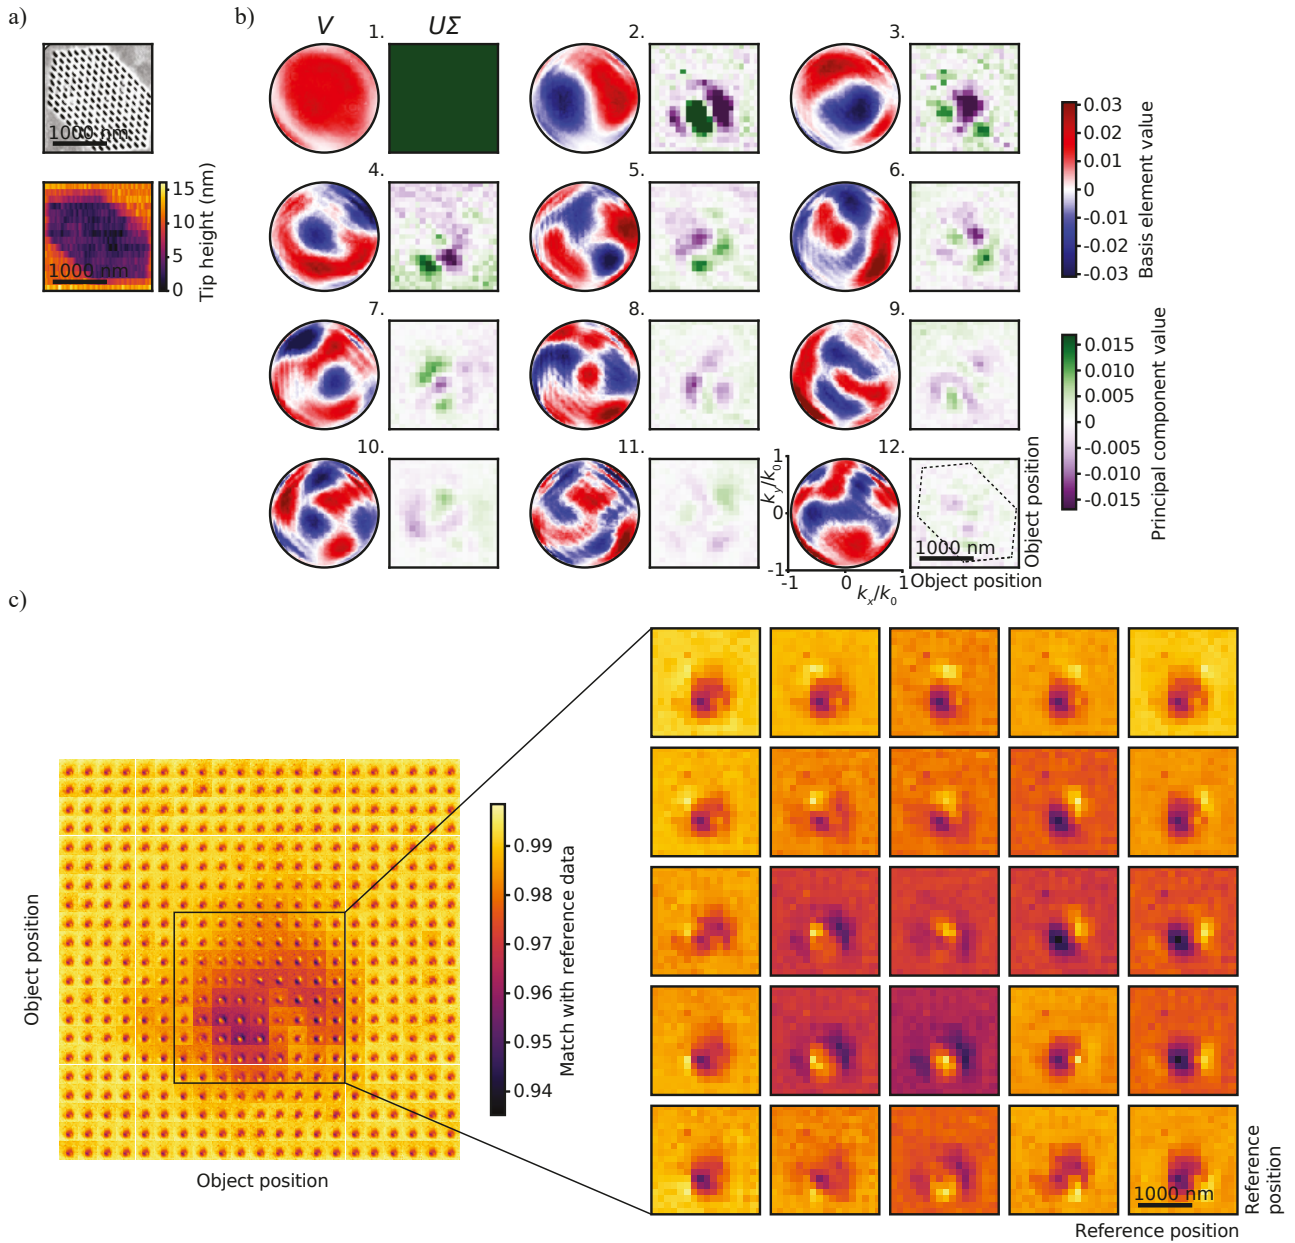 a)
1000 nm
1000 nm
15
10
5
0
Tip height (nm)
b)
V
UΣ
1.
2.
3.
4.
5.
6.
7.
8.
9.
10.
11.
12.
1
0
-1
k_y/k_0
-1
0
1
k_x/k_0
1000 nm
Object position
Object position
0.03
0.02
0.01
0
-0.01
-0.02
-0.03
Basis element value
0.015
0.010
0.005
0
-0.005
-0.010
-0.015
Principal component value
c)
Object position
Object position
0.99
0.98
0.97
0.96
0.95
0.94
Match with reference data
1000 nm
Reference position
Reference
position